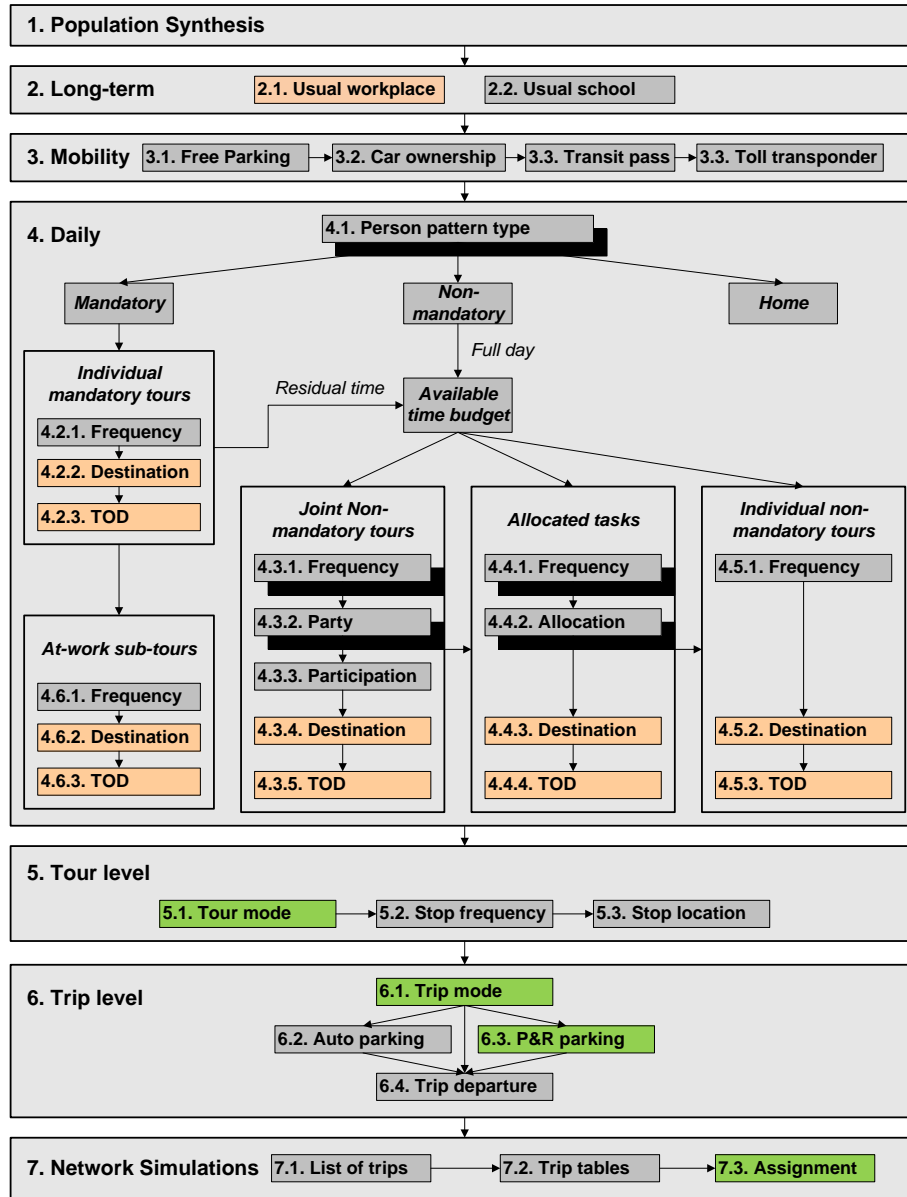 1. Population Synthesis
2. Long-term
2.1. Usual workplace
2.2. Usual school
3. Mobility
3.1. Free Parking
3.2. Car ownership
3.3. Transit pass
3.3. Toll transponder
4. Daily
4.1. Person pattern type
Mandatory
Non-
mandatory
Home
Full day
Individual
mandatory tours
Residual time
Available
time budget
4.2.1. Frequency
4.2.2. Destination
4.2.3. TOD
Joint Non-
mandatory tours
4.3.1. Frequency
4.3.2. Party
4.3.3. Participation
4.3.4. Destination
4.3.5. TOD
Allocated tasks
4.4.1. Frequency
4.4.2. Allocation
4.4.3. Destination
4.4.4. TOD
Individual non-
mandatory tours
4.5.1. Frequency
4.5.2. Destination
4.5.3. TOD
At-work sub-tours
4.6.1. Frequency
4.6.2. Destination
4.6.3. TOD
5. Tour level
5.1. Tour mode
5.2. Stop frequency
5.3. Stop location
6. Trip level
6.1. Trip mode
6.2. Auto parking
6.3. P&R parking
6.4. Trip departure
7. Network Simulations
7.1. List of trips
7.2. Trip tables
7.3. Assignment